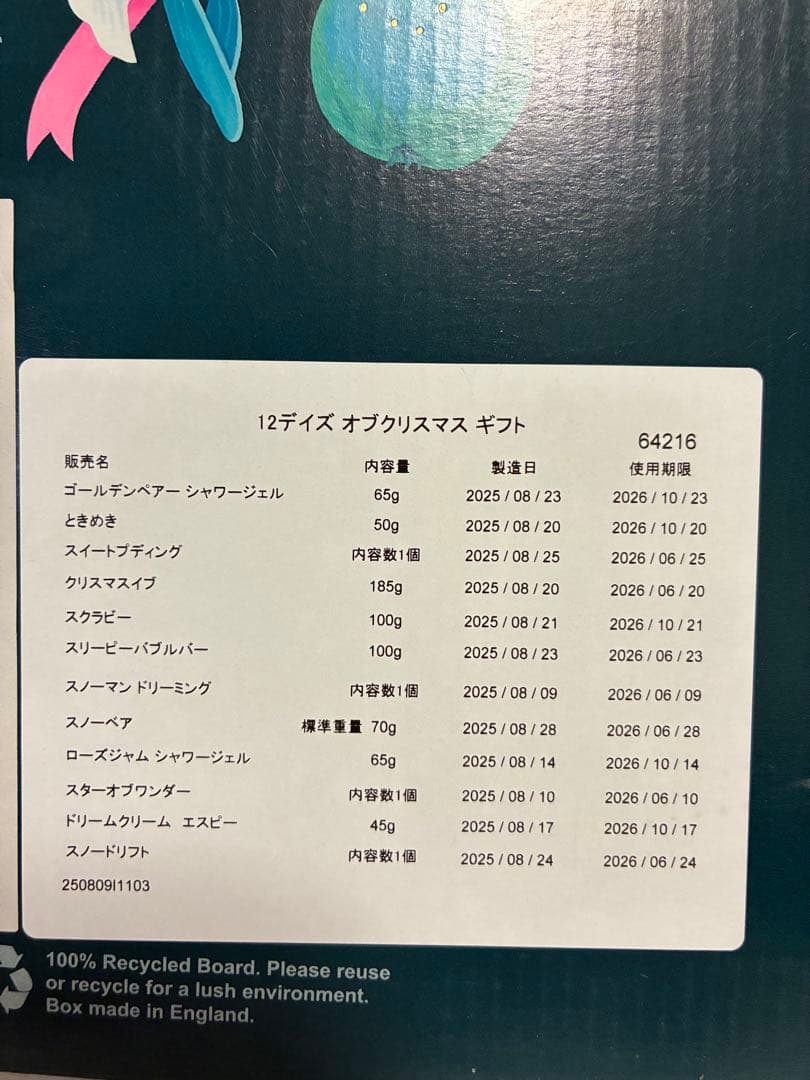 12デイズ オブクリスマス ギフト
64216
販売名 内容量 製造日 使用期限
ゴールデンペアー シャワージェル 65g 2025 / 08 / 23 2026 / 10 / 23
ときめき 50g 2025 / 08 / 20 2026 / 10 / 20
スイートプディング 内容数1個 2025 / 08 / 25 2026 / 06 / 25
クリスマスイブ 185g 2025 / 08 / 20 2026 / 06 / 20
スクラビー 100g 2025 / 08 / 21 2026 / 10 / 21
スリーピーバブルバー 100g 2025 / 08 / 23 2026 / 06 / 23
スノーマン ドリーミング 内容数1個 2025 / 08 / 09 2026 / 06 / 09
スノーベア 標準重量 70g 2025 / 08 / 28 2026 / 06 / 28
ローズジャム シャワージェル 65g 2025 / 08 / 14 2026 / 10 / 14
スターオブワンダー 内容数1個 2025 / 08 / 10 2026 / 06 / 10
ドリームクリーム エスピー 45g 2025 / 08 / 17 2026 / 10 / 17
スノードリフト 内容数1個 2025 / 08 / 24 2026 / 06 / 24
250809I1103
100% Recycled Board. Please reuse
or recycle for a lush environment.
Box made in England.